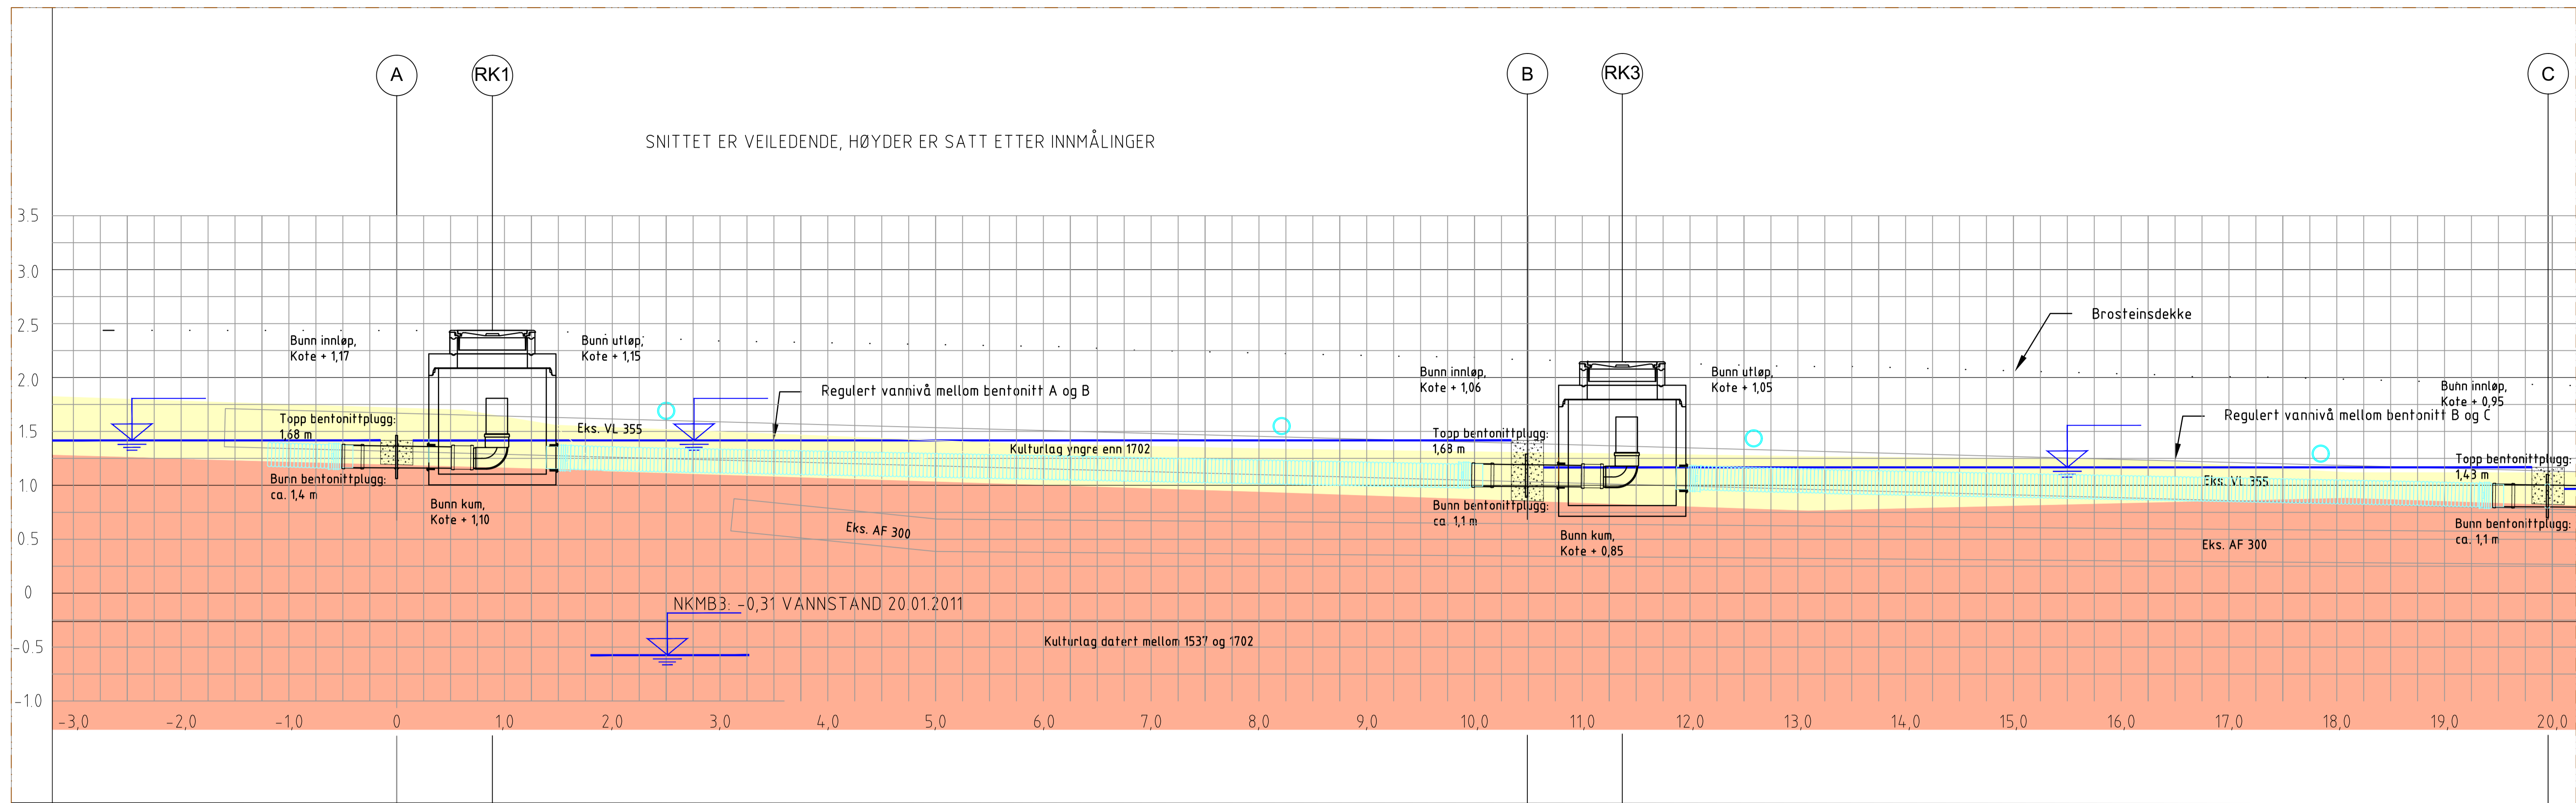 A
RK1
B
RK3
C
SNITTET ER VEILEDENDE, HØYDER ER SATT ETTER INNMÅLINGER
3.5
3.0
2.5
2.0
1.5
1.0
0.5
0
-0.5
-1.0
Bunn innløp,
Kote + 1,17
Bunn utløp,
Kote + 1,15
Topp bentonittplugg:
1,68 m
Eks. VL 355
Regulert vannivå mellom bentonitt A og B
Kulturlag yngre enn 1702
Bunn bentonittplugg:
ca. 1,4 m
Bunn kum,
Kote + 1,10
Eks. AF 300
NKMB3: -0,31 VANNSTAND 20.01.2011
Kulturlag datert mellom 1537 og 1702
Bunn innløp,
Kote + 1,06
Bunn utløp,
Kote + 1,05
Topp bentonittplugg:
1,68 m
Bunn bentonittplugg:
ca. 1,1 m
Bunn kum,
Kote + 0,85
Brosteinsdekke
Bunn innløp,
Kote + 0,95
Regulert vannivå mellom bentonitt B og C
Topp bentonittplugg:
1,43 m
Eks. VL 355
Bunn bentonittplugg:
ca. 1,1 m
Eks. AF 300
-3,0 -2,0 -1,0 0 1,0 2,0 3,0 4,0 5,0 6,0 7,0 8,0 9,0 10,0 11,0 12,0 13,0 14,0 15,0 16,0 17,0 18,0 19,0 20,0